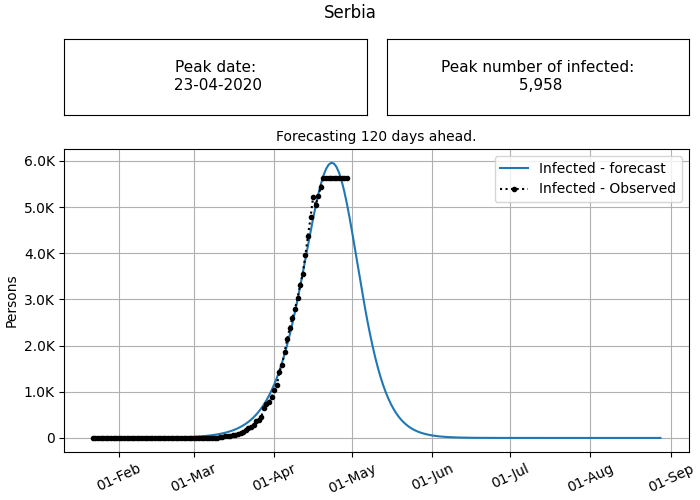 Serbia
Peak date:
23-04-2020
Peak number of infected:
5,958
Forecasting 120 days ahead.
Infected - forecast
Infected - Observed
Persons
6.0K
5.0K
4.0K
3.0K
2.0K
1.0K
0
01-Feb
01-Mar
01-Apr
01-May
01-Jun
01-Jul
01-Aug
01-Sep